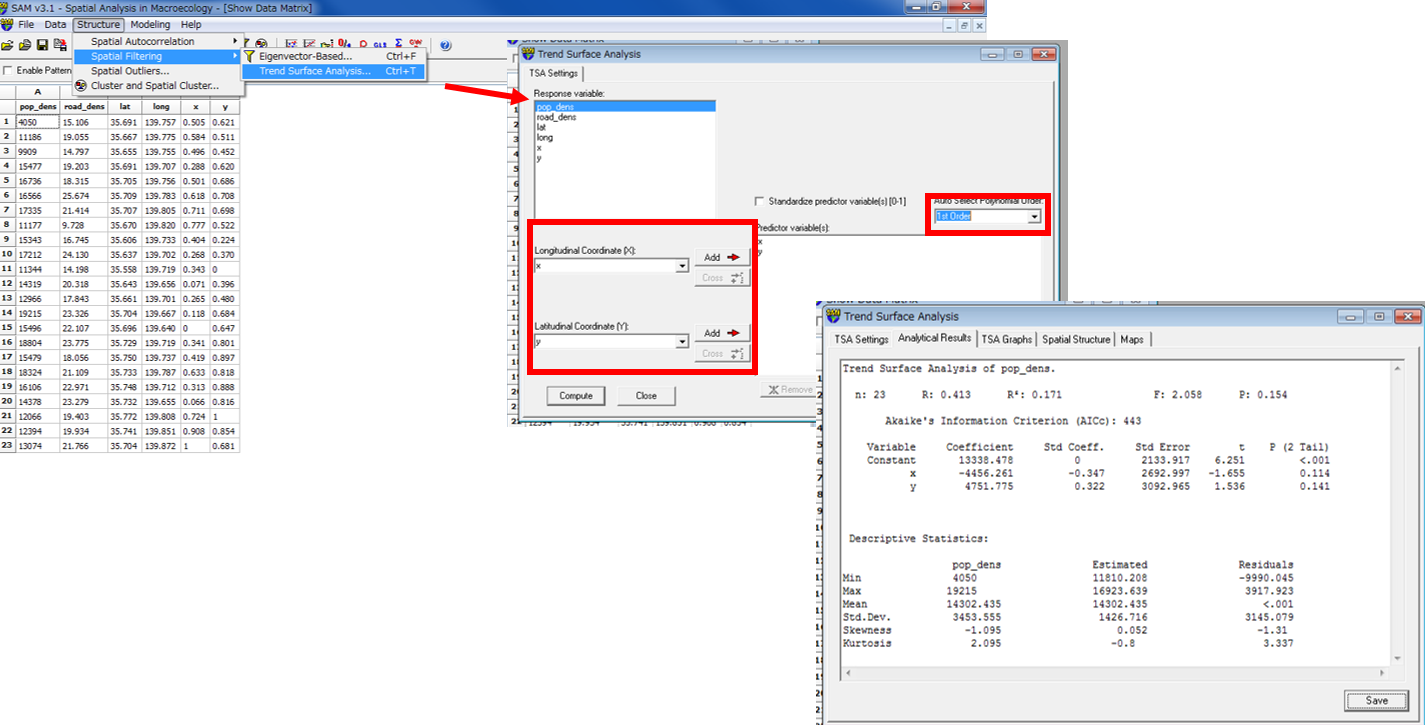 SAM v3.1 - Spatial Analysis in Macroecology - [Show Data Matrix]
File Data Structure Modeling Help
Spatial Autocorrelation
Spatial Filtering
Spatial Outliers...
Cluster and Spatial Cluster...
Eigenvector-Based... Ctrl+F
Trend Surface Analysis... Ctrl+T
Enable Pattern
A
pop_dens road_dens lat long x y
1 4050 15.106 35.691 139.757 0.505 0.621
2 11186 19.055 35.667 139.775 0.584 0.511
3 9909 14.797 35.655 139.755 0.496 0.452
4 15477 19.203 35.691 139.707 0.288 0.620
5 16736 18.315 35.705 139.756 0.501 0.686
6 16566 25.674 35.709 139.783 0.618 0.708
7 17335 21.414 35.707 139.805 0.711 0.698
8 11177 9.728 35.670 139.820 0.777 0.522
9 15343 16.745 35.606 139.733 0.404 0.224
10 17212 24.130 35.637 139.702 0.268 0.370
11 11344 14.198 35.558 139.719 0.343 0
12 14319 20.318 35.643 139.656 0.071 0.396
13 12966 17.843 35.661 139.701 0.265 0.480
14 19215 23.326 35.704 139.667 0.118 0.684
15 15496 22.107 35.696 139.640 0 0.647
16 18804 23.775 35.729 139.719 0.341 0.801
17 15479 18.056 35.750 139.737 0.419 0.897
18 18324 21.109 35.733 139.787 0.633 0.818
19 16106 22.971 35.748 139.712 0.313 0.888
20 14378 23.279 35.732 139.655 0.066 0.816
21 12066 19.403 35.772 139.808 0.724 1
22 12394 19.934 35.741 139.851 0.908 0.854
23 13074 21.766 35.704 139.872 1 0.681
Trend Surface Analysis
TSA Settings
Response variable:
pop_dens
road_dens
lat
long
x
y
Standardize predictor variable(s) [0-1]
Auto Select Polynomial Order:
1st Order
Predictor variable(s):
x
y
Longitudinal Coordinate (X):
x
Add
Cross
Latitudinal Coordinate (Y):
y
Add
Cross
Compute Close Remove
Show Data Matrix
Trend Surface Analysis
TSA Settings Analytical Results TSA Graphs Spatial Structure Maps
Trend Surface Analysis of pop_dens.
n: 23 R: 0.413 R²: 0.171 F: 2.058 P: 0.154
Akaike's Information Criterion (AICc): 443
Variable Coefficient Std Coeff. Std Error t P (2 Tail)
Constant 13338.478 0 2133.917 6.251 <.001
x -4456.261 -0.347 2692.997 -1.655 0.114
y 4751.775 0.322 3092.965 1.536 0.141
Descriptive Statistics:
pop_dens Estimated Residuals
Min 4050 11810.208 -9990.045
Max 19215 16923.639 3917.923
Mean 14302.435 14302.435 <.001
Std.Dev. 3453.555 1426.716 3145.079
Skewness -1.095 0.052 -1.31
Kurtosis 2.095 -0.8 3.337
Save